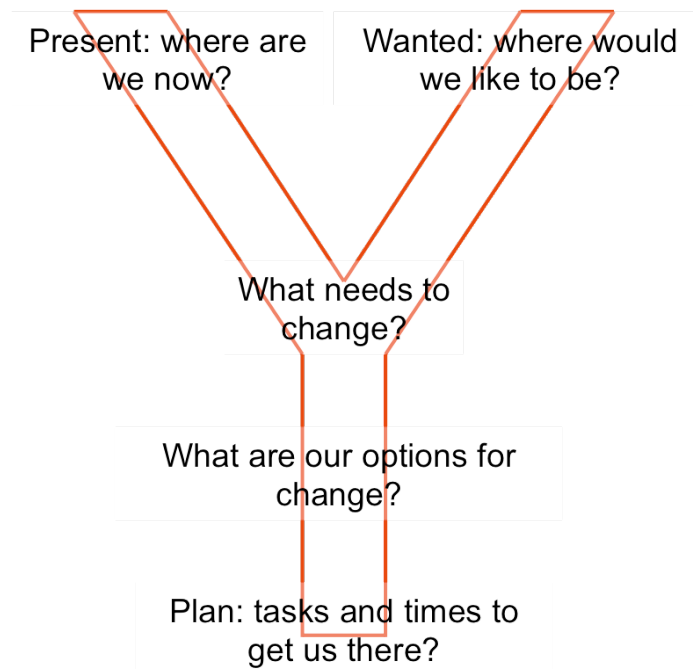 Present: where are
we now?
Wanted: where would
we like to be?
What needs to
change?
What are our options for
change?
Plan: tasks and times to
get us there?